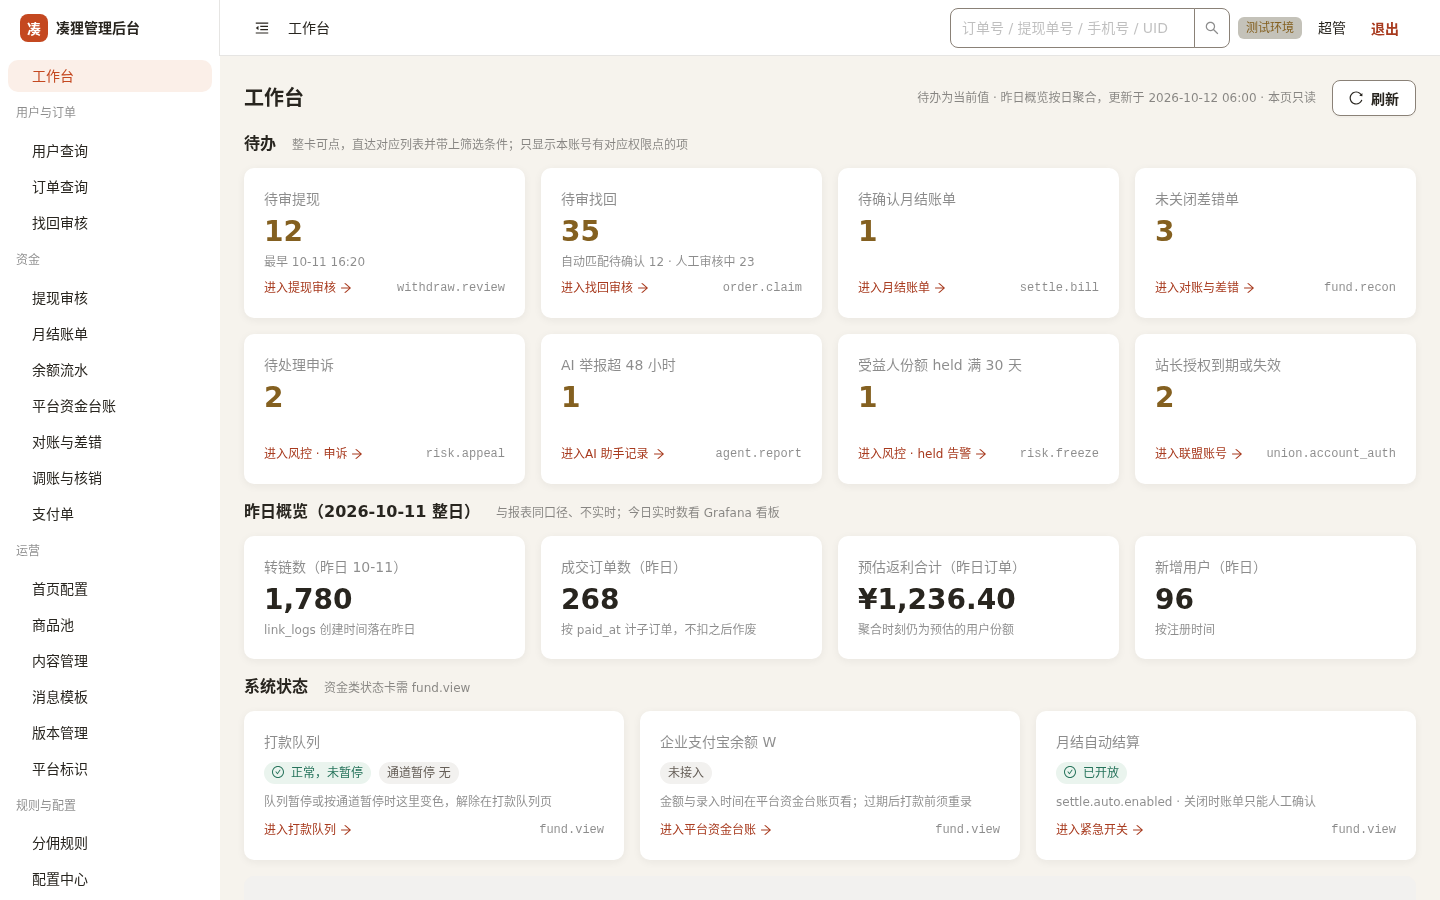 凑 凑狸管理后台
工作台
用户与订单
用户查询
订单查询
找回审核
资金
提现审核
月结账单
余额流水
平台资金台账
对账与差错
调账与核销
支付单
运营
首页配置
商品池
内容管理
消息模板
版本管理
平台标识
规则与配置
分佣规则
配置中心
工作台
订单号 / 提现单号 / 手机号 / UID
测试环境
超管
退出
工作台
待办为当前值 · 昨日概览按日聚合，更新于 2026-10-12 06:00 · 本页只读
刷新
待办 整卡可点，直达对应列表并带上筛选条件；只显示本账号有对应权限点的项
待审提现
12
最早 10-11 16:20
进入提现审核 → withdraw.review
待审找回
35
自动匹配待确认 12 · 人工审核中 23
进入找回审核 → order.claim
待确认月结账单
1
进入月结账单 → settle.bill
未关闭差错单
3
进入对账与差错 → fund.recon
待处理申诉
2
进入风控 · 申诉 → risk.appeal
AI 举报超 48 小时
1
进入AI 助手记录 → agent.report
受益人份额 held 满 30 天
1
进入风控 · held 告警 → risk.freeze
站长授权到期或失效
2
进入联盟账号 → union.account_auth
昨日概览（2026-10-11 整日） 与报表同口径、不实时；今日实时数看 Grafana 看板
转链数（昨日 10-11）
1,780
link_logs 创建时间落在昨日
成交订单数（昨日）
268
按 paid_at 计子订单，不扣之后作废
预估返利合计（昨日订单）
¥1,236.40
聚合时刻仍为预估的用户份额
新增用户（昨日）
96
按注册时间
系统状态 资金类状态卡需 fund.view
打款队列
正常，未暂停 通道暂停 无
队列暂停或按通道暂停时这里变色，解除在打款队列页
进入打款队列 → fund.view
企业支付宝余额 W
未接入
金额与录入时间在平台资金台账页看；过期后打款前须重录
进入平台资金台账 → fund.view
月结自动结算
已开放
settle.auto.enabled · 关闭时账单只能人工确认
进入紧急开关 → fund.view